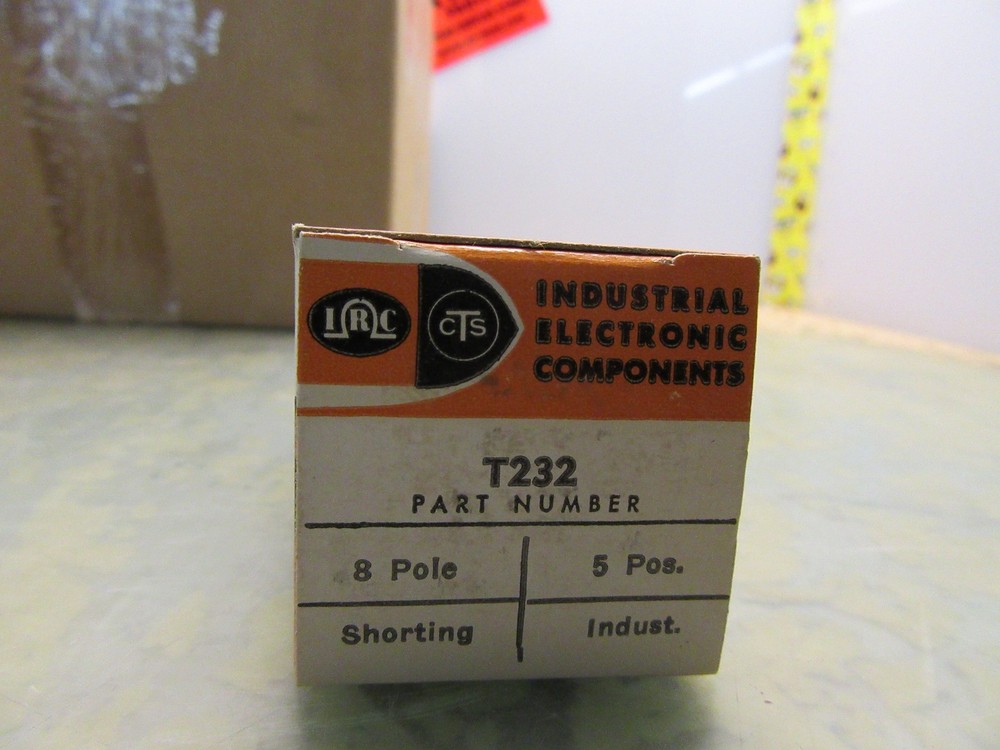 IRC
CTS
INDUSTRIAL
ELECTRONIC
COMPONENTS
T232
PART NUMBER
8 Pole
5 Pos.
Shorting
Indust.